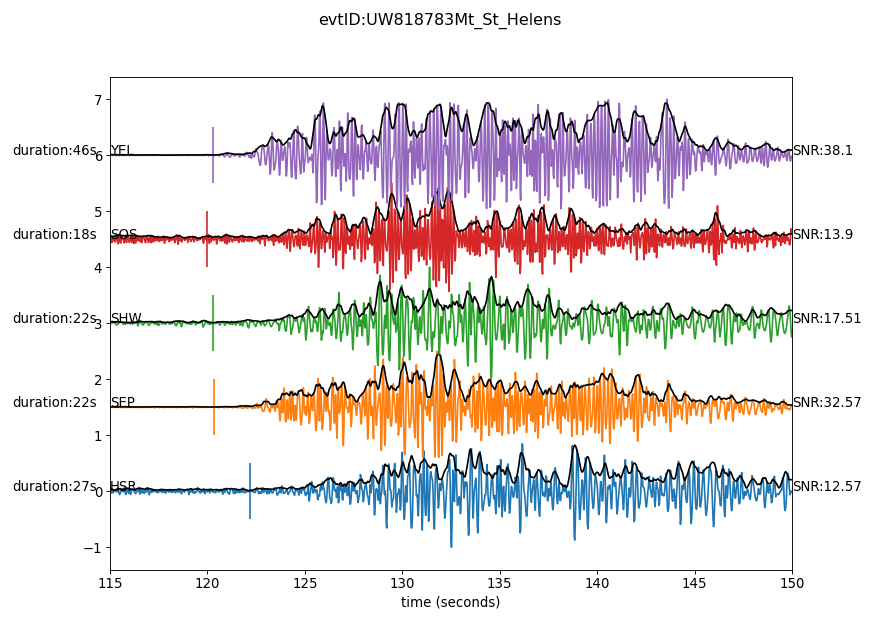 evtID:UW818783Mt_St_Helens
7
duration:46s YEL 6 SNR:38.1
5
duration:18s SOS SNR:13.9
4
duration:22s SHW 3 SNR:17.51
2
duration:22s SEP SNR:32.57
1
duration:27s HSR 0 SNR:12.57
−1
115 120 125 130 135 140 145 150
time (seconds)